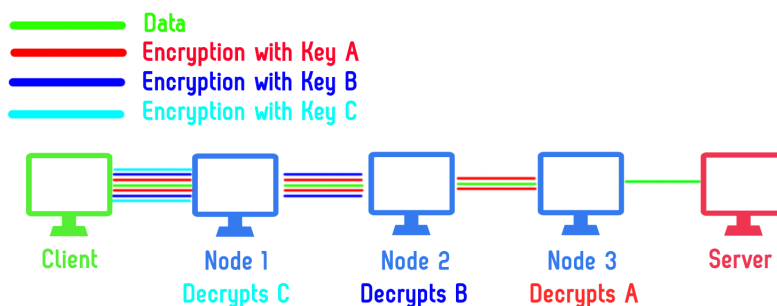 Data
Encryption with Key A
Encryption with Key B
Encryption with Key C
Client
Node 1
Decrypts C
Node 2
Decrypts B
Node 3
Decrypts A
Server